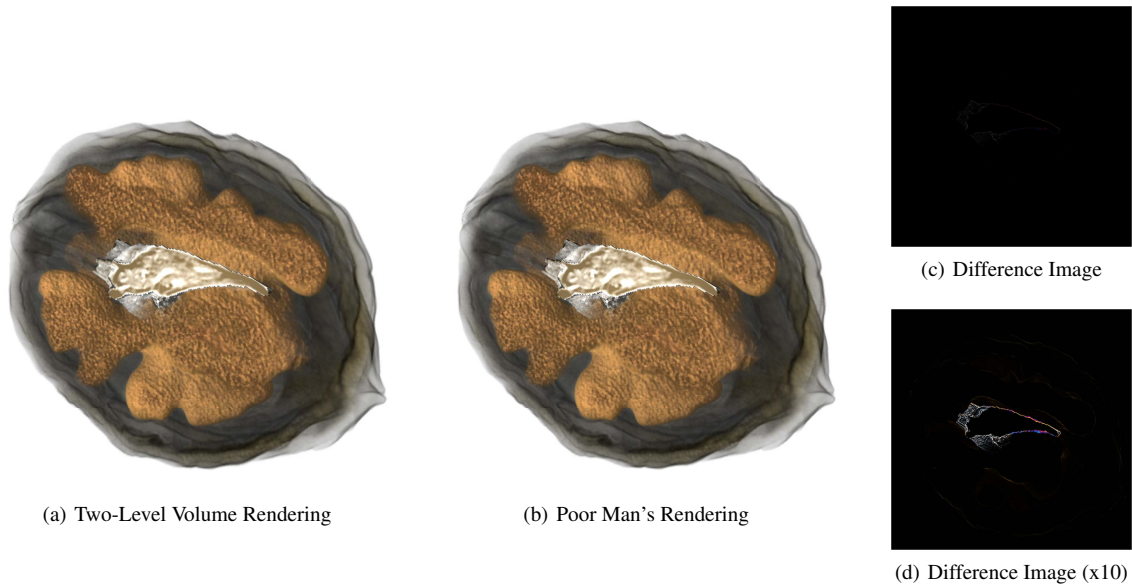 (a) Two-Level Volume Rendering
(b) Poor Man's Rendering
(c) Difference Image
(d) Difference Image (x10)